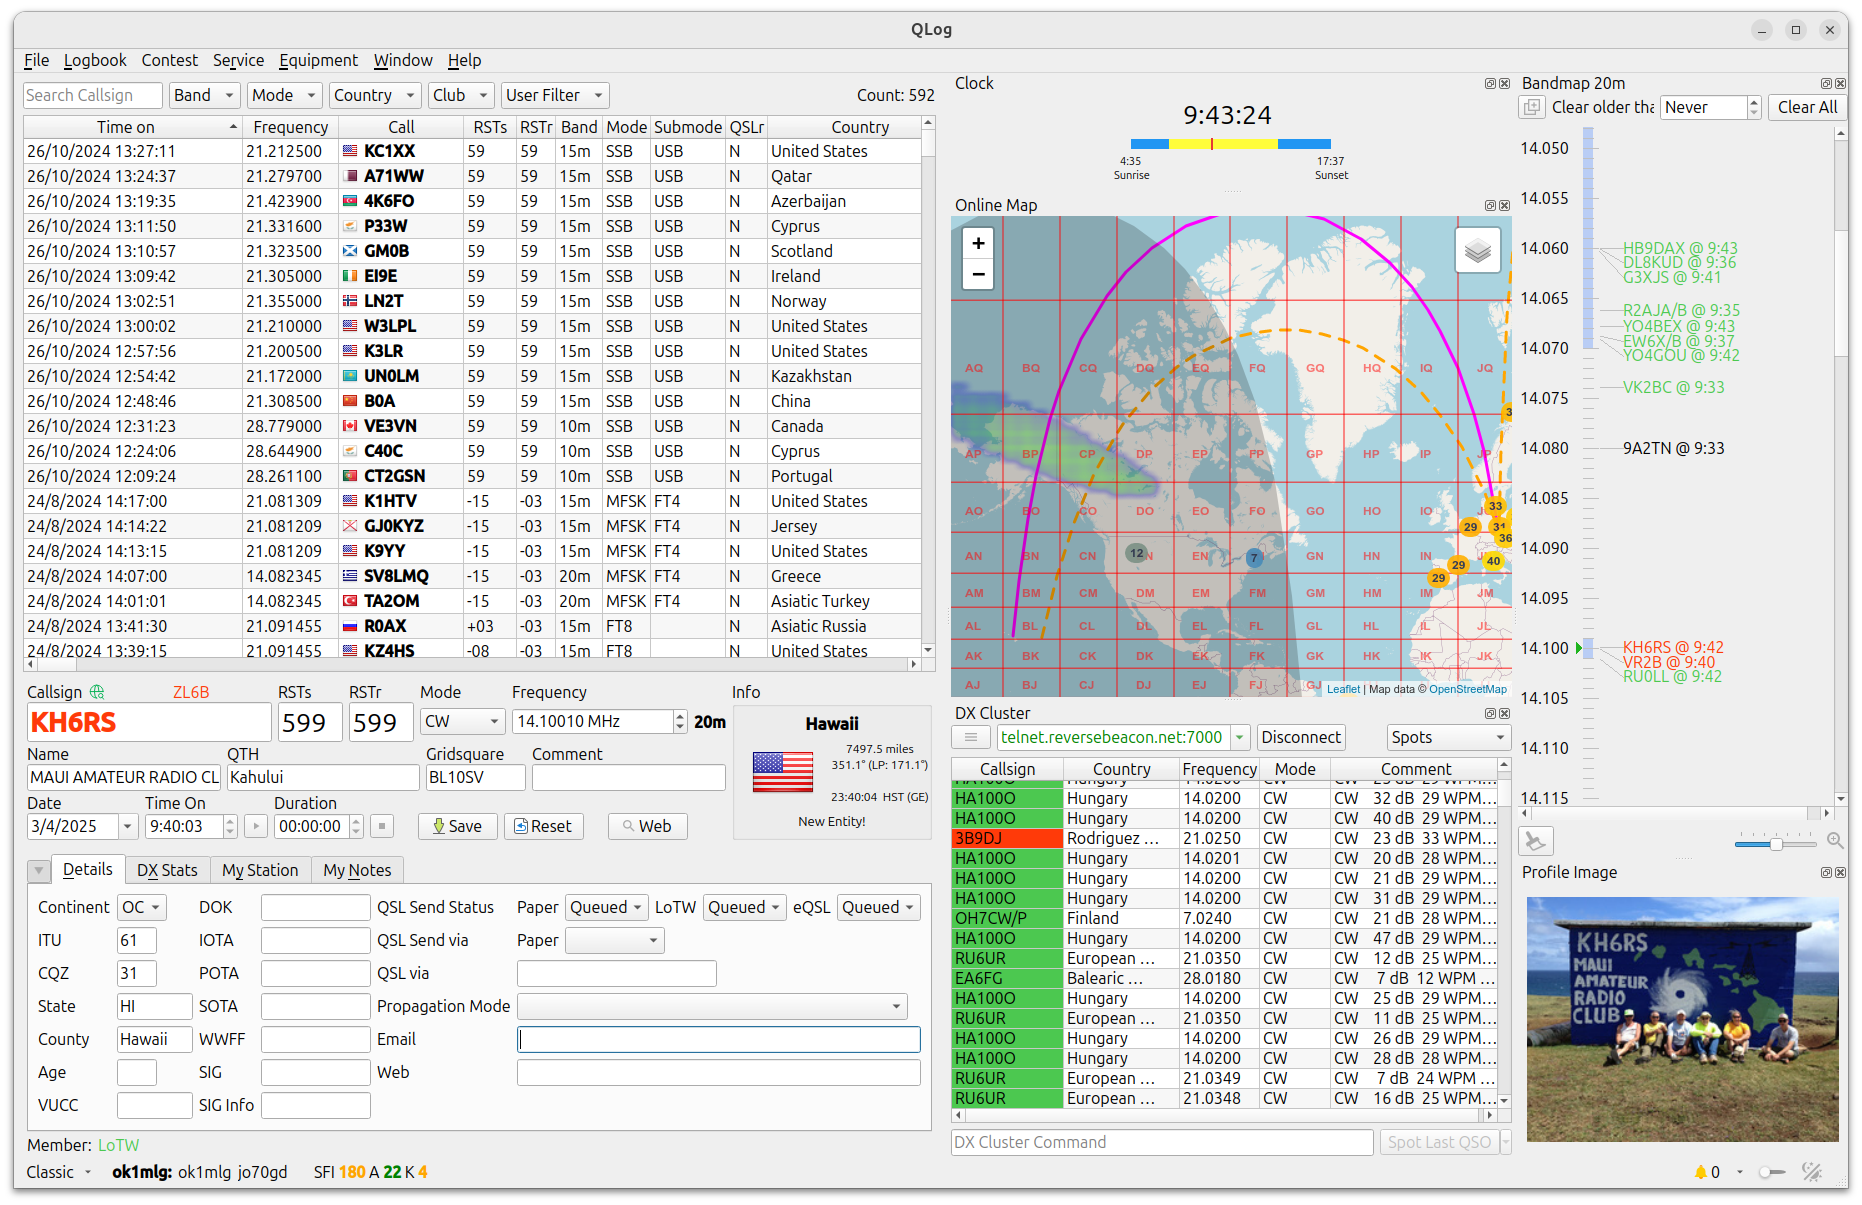 QLog
File Logbook Contest Service Equipment Window Help
Search Callsign Band Mode Country Club User Filter Count: 592
Time on Frequency Call RSTs RSTr Band Mode Submode QSLr Country
26/10/2024 13:27:11 21.212500 KC1XX 59 59 15m SSB USB N United States
26/10/2024 13:24:37 21.279700 A71WW 59 59 15m SSB USB N Qatar
26/10/2024 13:19:35 21.423900 4K6FO 59 59 15m SSB USB N Azerbaijan
26/10/2024 13:11:50 21.331600 P33W 59 59 15m SSB USB N Cyprus
26/10/2024 13:10:57 21.323500 GM0B 59 59 15m SSB USB N Scotland
26/10/2024 13:09:42 21.305000 EI9E 59 59 15m SSB USB N Ireland
26/10/2024 13:02:51 21.355000 LN2T 59 59 15m SSB USB N Norway
26/10/2024 13:00:02 21.210000 W3LPL 59 59 15m SSB USB N United States
26/10/2024 12:57:56 21.200500 K3LR 59 59 15m SSB USB N United States
26/10/2024 12:54:42 21.172000 UN0LM 59 59 15m SSB USB N Kazakhstan
26/10/2024 12:48:46 21.308500 B0A 59 59 15m SSB USB N China
26/10/2024 12:31:23 28.779000 VE3VN 59 59 10m SSB USB N Canada
26/10/2024 12:24:06 28.644900 C40C 59 59 10m SSB USB N Cyprus
26/10/2024 12:09:24 28.261100 CT2GSN 59 59 10m SSB USB N Portugal
24/8/2024 14:17:00 21.081309 K1HTV -15 -03 15m MFSK FT4 N United States
24/8/2024 14:14:22 21.081209 GJ0KYZ -15 -03 15m MFSK FT4 N Jersey
24/8/2024 14:13:15 21.081209 K9YY -15 -03 15m MFSK FT4 N United States
24/8/2024 14:07:00 14.082345 SV8LMQ -15 -03 20m MFSK FT4 N Greece
24/8/2024 14:01:01 14.082345 TA2OM -15 -03 20m MFSK FT4 N Asiatic Turkey
24/8/2024 13:41:30 21.091455 R0AX +03 -03 15m FT8 N Asiatic Russia
24/8/2024 13:39:15 21.091455 KZ4HS -08 -03 15m FT8 N United States
Callsign ZL6B RSTs RSTr Mode Frequency Info
KH6RS 599 599 CW 14.10010 MHz 20m
Name QTH Gridsquare Comment
MAUI AMATEUR RADIO CL Kahului BL10SV
Date Time On Duration
3/4/2025 9:40:03 00:00:00 Save Reset Web
Hawaii
7497.5 miles
351.1° (LP: 171.1°)
23:40:04 HST (GE)
New Entity!
Details DX Stats My Station My Notes
Continent OC DOK QSL Send Status Paper Queued LoTW Queued eQSL Queued
ITU 61 IOTA QSL Send via Paper
CQZ 31 POTA QSL via
State HI SOTA Propagation Mode
County Hawaii WWFF Email
Age SIG Web
VUCC SIG Info
Member: LoTW
Classic ok1mlg: ok1mlg jo70gd SFI 180 A 22 K 4
Clock
9:43:24
4:35 17:37
Sunrise Sunset
Online Map
+
−
AQ BQ CQ DQ EQ FQ GQ HQ IQ JQ
AP BP CP DP EP FP GP HP IP JP
AO BO CO DO EO FO GO HO IO
33
29 31
36
AN BN CN 12 EN 7 GN HN IN 40
29 29
AM BM CM DM EM FM GM HM IM JM
AL BL CL DL EL FL GL HL IL JL
AK BK CK DK EK FK GK HK IK JK
AJ BJ CJ DJ EJ FJ GJ
Leaflet | Map data © OpenStreetMap
DX Cluster
telnet.reversebeacon.net:7000 Disconnect Spots
Callsign Country Frequency Mode Comment
HA100O Hungary 14.0200 CW CW 32 dB 29 WPM...
HA100O Hungary 14.0200 CW CW 40 dB 29 WPM...
3B9DJ Rodriguez ... 21.0250 CW CW 23 dB 33 WPM...
HA100O Hungary 14.0201 CW CW 20 dB 28 WPM...
HA100O Hungary 14.0200 CW CW 21 dB 29 WPM...
HA100O Hungary 14.0200 CW CW 31 dB 29 WPM...
OH7CW/P Finland 7.0240 CW CW 21 dB 28 WPM...
HA100O Hungary 14.0200 CW CW 47 dB 29 WPM...
RU6UR European ... 21.0350 CW CW 12 dB 25 WPM...
EA6FG Balearic ... 28.0180 CW CW 7 dB 12 WPM ...
HA100O Hungary 14.0200 CW CW 25 dB 29 WPM...
RU6UR European ... 21.0350 CW CW 11 dB 25 WPM...
HA100O Hungary 14.0200 CW CW 26 dB 29 WPM...
HA100O Hungary 14.0200 CW CW 28 dB 28 WPM...
RU6UR European ... 21.0349 CW CW 7 dB 24 WPM ...
RU6UR European ... 21.0348 CW CW 16 dB 25 WPM...
DX Cluster Command Spot Last QSO
Bandmap 20m
Clear older tha Never Clear All
14.050
14.055
14.060 HB9DAX @ 9:43
DL8KUD @ 9:36
G3XJS @ 9:41
14.065
R2AJA/B @ 9:35
YO4BEX @ 9:43
EW6X/B @ 9:37
14.070 YO4GOU @ 9:42
VK2BC @ 9:33
14.075
14.080 9A2TN @ 9:33
14.085
14.090
14.095
14.100 KH6RS @ 9:42
VR2B @ 9:40
RU0LL @ 9:42
14.105
14.110
14.115
Profile Image
KH6RS
MAUI
AMATEUR
RADIO
CLUB
0